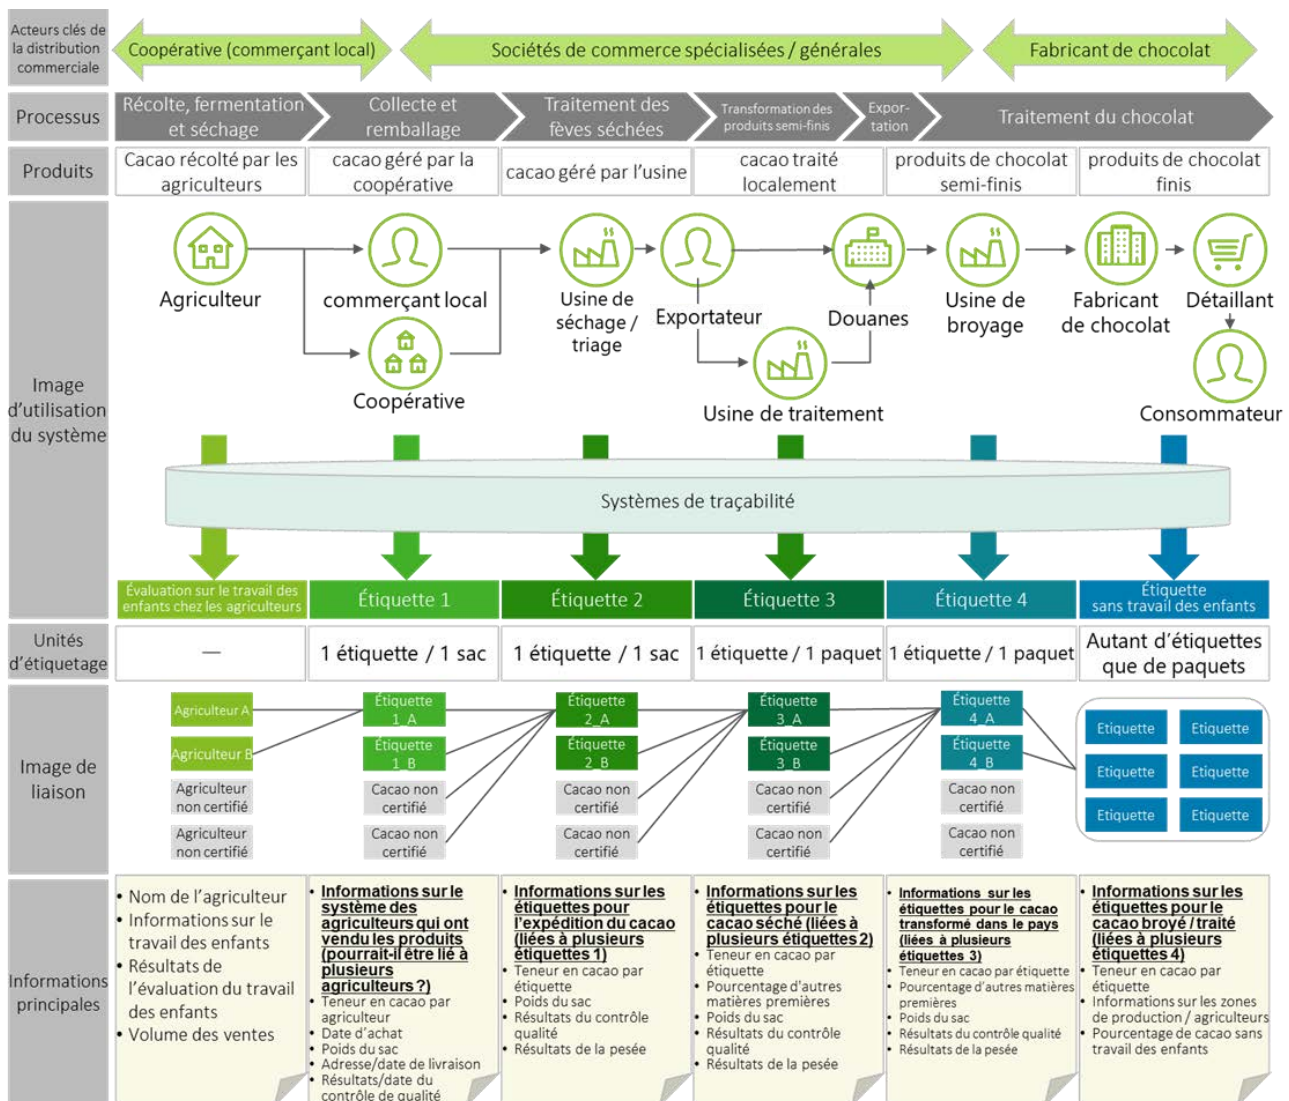 Acteurs clés de
la distribution
commerciale
Coopérative (commerçant local)
Sociétés de commerce spécialisées / générales
Fabricant de chocolat
Processus
Récolte, fermentation
et séchage
Collecte et
remballage
Traitement des
fèves séchées
Transformation des
produits semi-finis
Expor-
tation
Traitement du chocolat
Produits
Cacao récolté par les
agriculteurs
cacao géré par la
coopérative
cacao géré par l'usine
cacao traité
localement
produits de chocolat
semi-finis
produits de chocolat
finis
Image
d'utilisation
du système
Agriculteur
commerçant local
Coopérative
Usine de
séchage /
triage
Exportateur
Usine de traitement
Douanes
Usine de
broyage
Fabricant
de chocolat
Détaillant
Consommateur
Systèmes de traçabilité
Évaluation sur le travail des
enfants chez les agriculteurs
Étiquette 1
Étiquette 2
Étiquette 3
Étiquette 4
Étiquette
sans travail des enfants
Unités
d'étiquetage
—
1 étiquette / 1 sac
1 étiquette / 1 sac
1 étiquette / 1 paquet
1 étiquette / 1 paquet
Autant d'étiquettes
que de paquets
Image de
liaison
Agriculteur A
Agriculteur B
Agriculteur
non certifié
Agriculteur
non certifié
Étiquette
1_A
Étiquette
1_B
Cacao non
certifié
Cacao non
certifié
Étiquette
2_A
Étiquette
2_B
Cacao non
certifié
Cacao non
certifié
Étiquette
3_A
Étiquette
3_B
Cacao non
certifié
Cacao non
certifié
Étiquette
4_A
Étiquette
4_B
Cacao non
certifié
Cacao non
certifié
Etiquette
Etiquette
Etiquette
Etiquette
Etiquette
Etiquette
Informations
principales
• Nom de l'agriculteur
• Informations sur le
travail des enfants
• Résultats de
l'évaluation du travail
des enfants
• Volume des ventes
• Informations sur le
système des
agriculteurs qui ont
vendu les produits
(pourrait-il être lié à
plusieurs
agriculteurs ?)
• Teneur en cacao par
agriculteur
• Date d'achat
• Poids du sac
• Adresse/date de livraison
• Résultats/date du
contrôle de qualité
• Informations sur les
étiquettes pour
l'expédition du cacao
(liées à plusieurs
étiquettes 1)
• Teneur en cacao par
étiquette
• Poids du sac
• Résultats du contrôle
qualité
• Résultats de la pesée
• Informations sur les
étiquettes pour le
cacao séché (liées à
plusieurs étiquettes 2)
• Teneur en cacao par
étiquette
• Pourcentage d'autres
matières premières
• Poids du sac
• Résultats du contrôle
qualité
• Résultats de la pesée
• Informations sur les
étiquettes pour le cacao
transformé dans le pays
(liées à plusieurs
étiquettes 3)
• Teneur en cacao par étiquette
• Pourcentage d'autres matières
premières
• Poids du sac
• Résultats du contrôle qualité
• Résultats de la pesée
• Informations sur les
étiquettes pour le
cacao broyé / traité
(liées à plusieurs
étiquettes 4)
• Teneur en cacao par
étiquette
• Informations sur les zones
de production / agriculteurs
• Pourcentage de cacao sans
travail des enfants